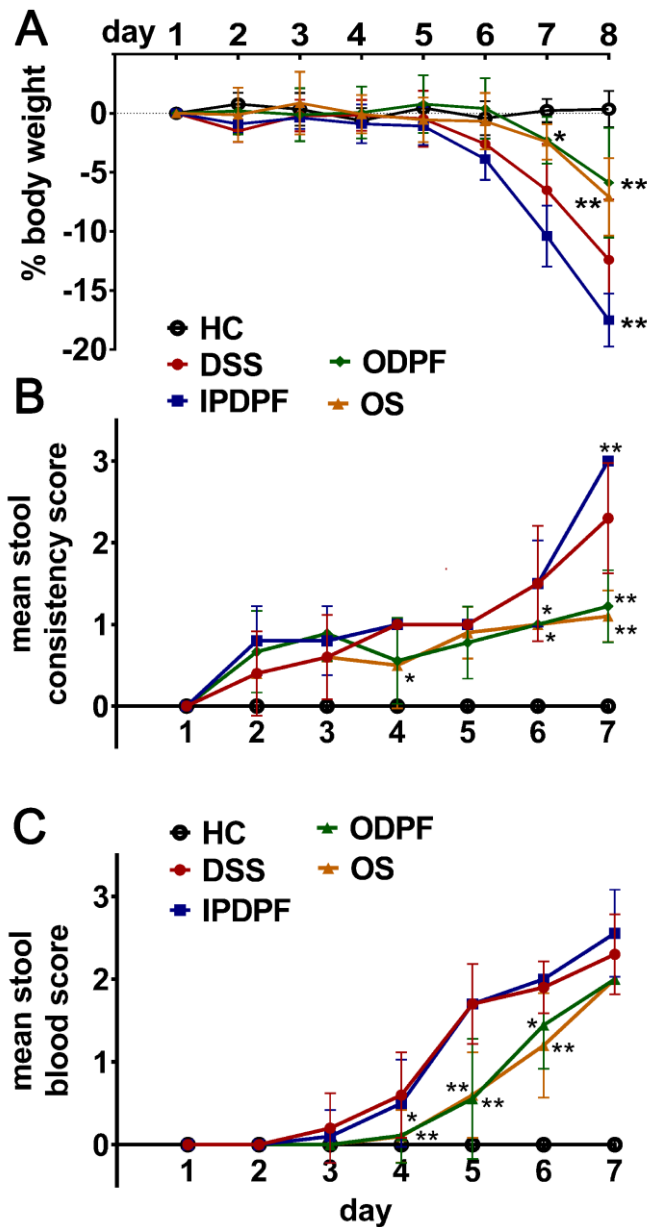 A
day 1 2 3 4 5 6 7 8
% body weight
0
-5
-10
-15
-20
*
**
**
**
HC
DSS ODPF
IPDPF OS
B
mean stool
consistency score
3
2
1
0
**
*
*
*
**
**
1 2 3 4 5 6 7
C
HC ODPF
DSS OS
IPDPF
mean stool
blood score
3
2
1
0
*
**
**
**
*
**
1 2 3 4 5 6 7
day